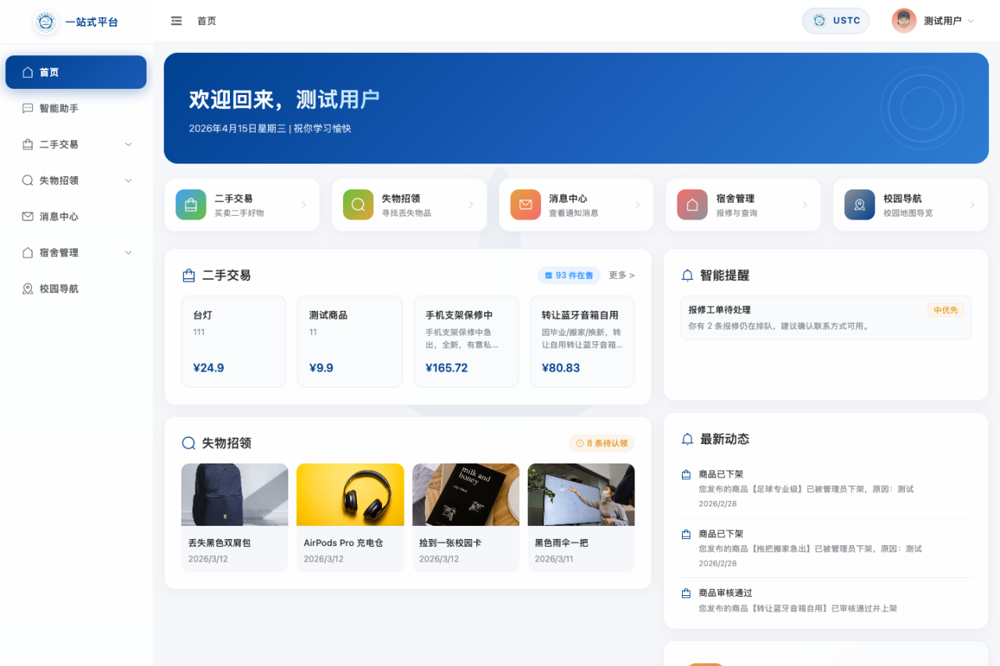 一站式平台
首页
USTC
测试用户
首页
智能助手
二手交易
失物招领
消息中心
宿舍管理
校园导航
欢迎回来，测试用户
2026年4月15日星期三 | 祝你学习愉快
二手交易
买卖二手好物
失物招领
寻找丢失物品
消息中心
查看通知消息
宿舍管理
报修与查询
校园导航
校园地图导览
二手交易
93 件在售
更多 >
台灯
111
¥24.9
测试商品
11
¥9.9
手机支架保修中
手机支架保修中急
出，全新，有意私...
¥165.72
转让蓝牙音箱自用
因毕业/搬家/换新，转
让自用转让蓝牙音箱...
¥80.83
智能提醒
报修工单待处理
中优先
你有 2 条报修仍在排队，建议确认联系方式可用。
失物招领
8 条待认领
milk and
honey
丢失黑色双肩包
2026/3/12
AirPods Pro 充电仓
2026/3/12
捡到一张校园卡
2026/3/12
黑色雨伞一把
2026/3/11
最新动态
商品已下架
您发布的商品【足球专业级】已被管理员下架，原因：测试
2026/2/28
商品已下架
您发布的商品【拖把搬家急出】已被管理员下架，原因：测试
2026/2/28
商品审核通过
您发布的商品【转让蓝牙音箱自用】已审核通过并上架